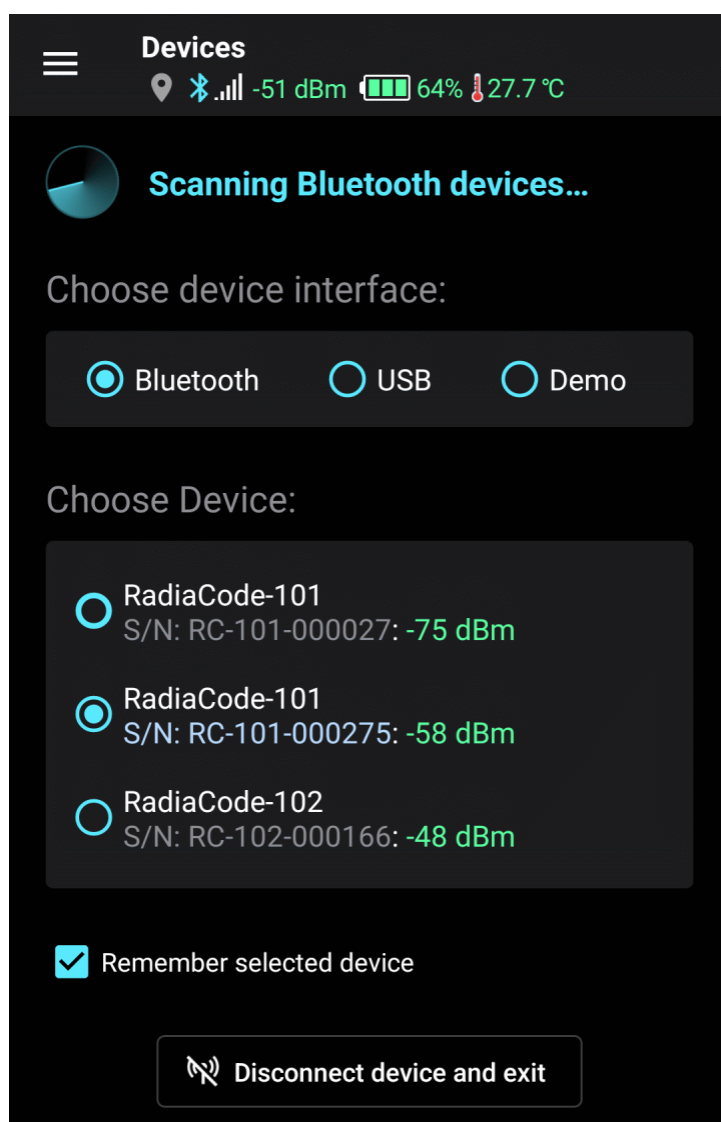 Devices
-51 dBm 64% 27.7 °C
Scanning Bluetooth devices...
Choose device interface:
Bluetooth USB Demo
Choose Device:
RadiaCode-101
S/N: RC-101-000027: -75 dBm
RadiaCode-101
S/N: RC-101-000275: -58 dBm
RadiaCode-102
S/N: RC-102-000166: -48 dBm
Remember selected device
Disconnect device and exit